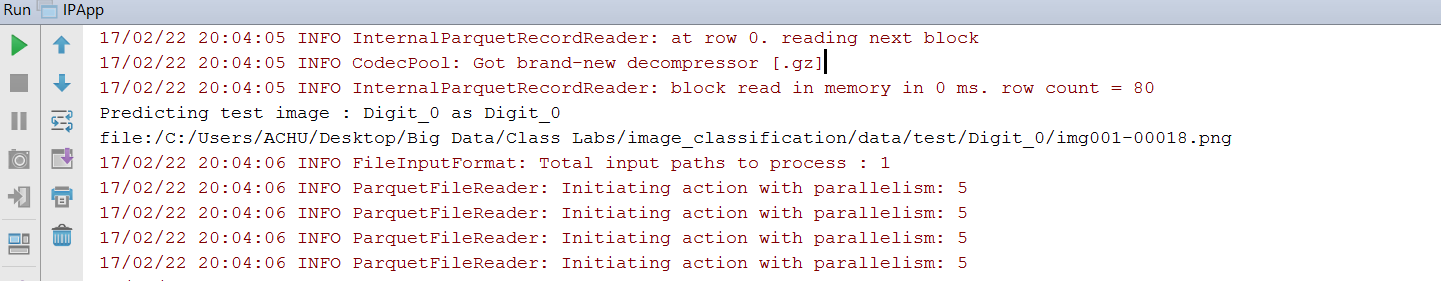 Run IPApp
17/02/22 20:04:05 INFO InternalParquetRecordReader: at row 0. reading next block
17/02/22 20:04:05 INFO CodecPool: Got brand-new decompressor [.gz]
17/02/22 20:04:05 INFO InternalParquetRecordReader: block read in memory in 0 ms. row count = 80
Predicting test image : Digit_0 as Digit_0
file:/C:/Users/ACHU/Desktop/Big Data/Class Labs/image_classification/data/test/Digit_0/img001-00018.png
17/02/22 20:04:06 INFO FileInputFormat: Total input paths to process : 1
17/02/22 20:04:06 INFO ParquetFileReader: Initiating action with parallelism: 5
17/02/22 20:04:06 INFO ParquetFileReader: Initiating action with parallelism: 5
17/02/22 20:04:06 INFO ParquetFileReader: Initiating action with parallelism: 5
17/02/22 20:04:06 INFO ParquetFileReader: Initiating action with parallelism: 5